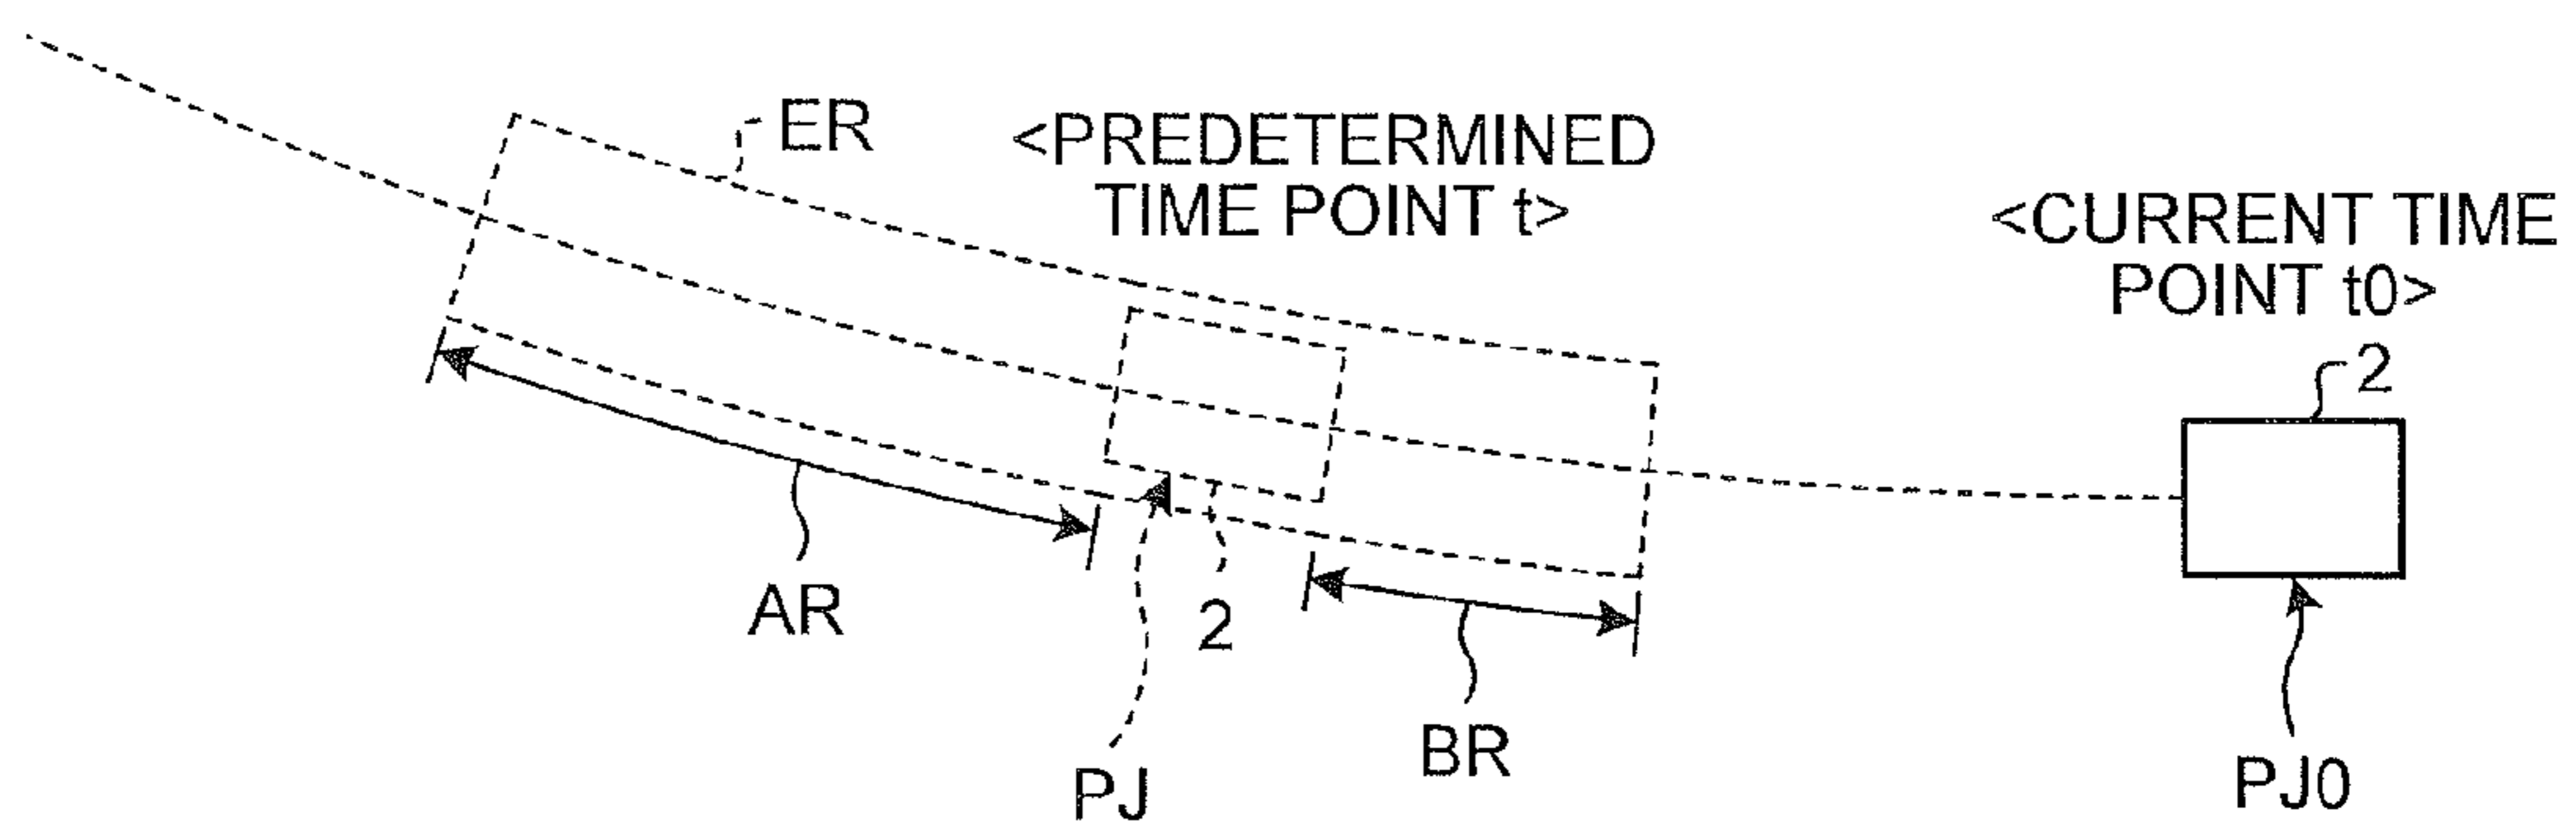 ER
<PREDETERMINED
TIME POINT t>
<CURRENT TIME
POINT t0>
2
AR
2
BR
PJ
PJ0